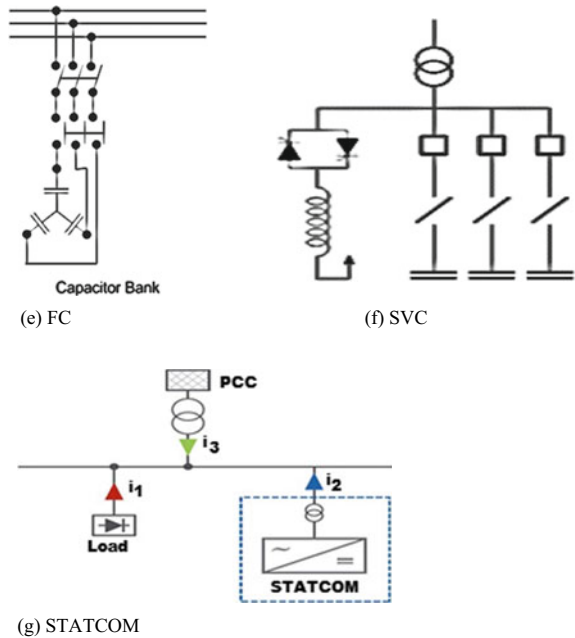 Capacitor Bank
(e) FC
(f) SVC
PCC
i3
i1
i2
Load
~
=
STATCOM
(g) STATCOM